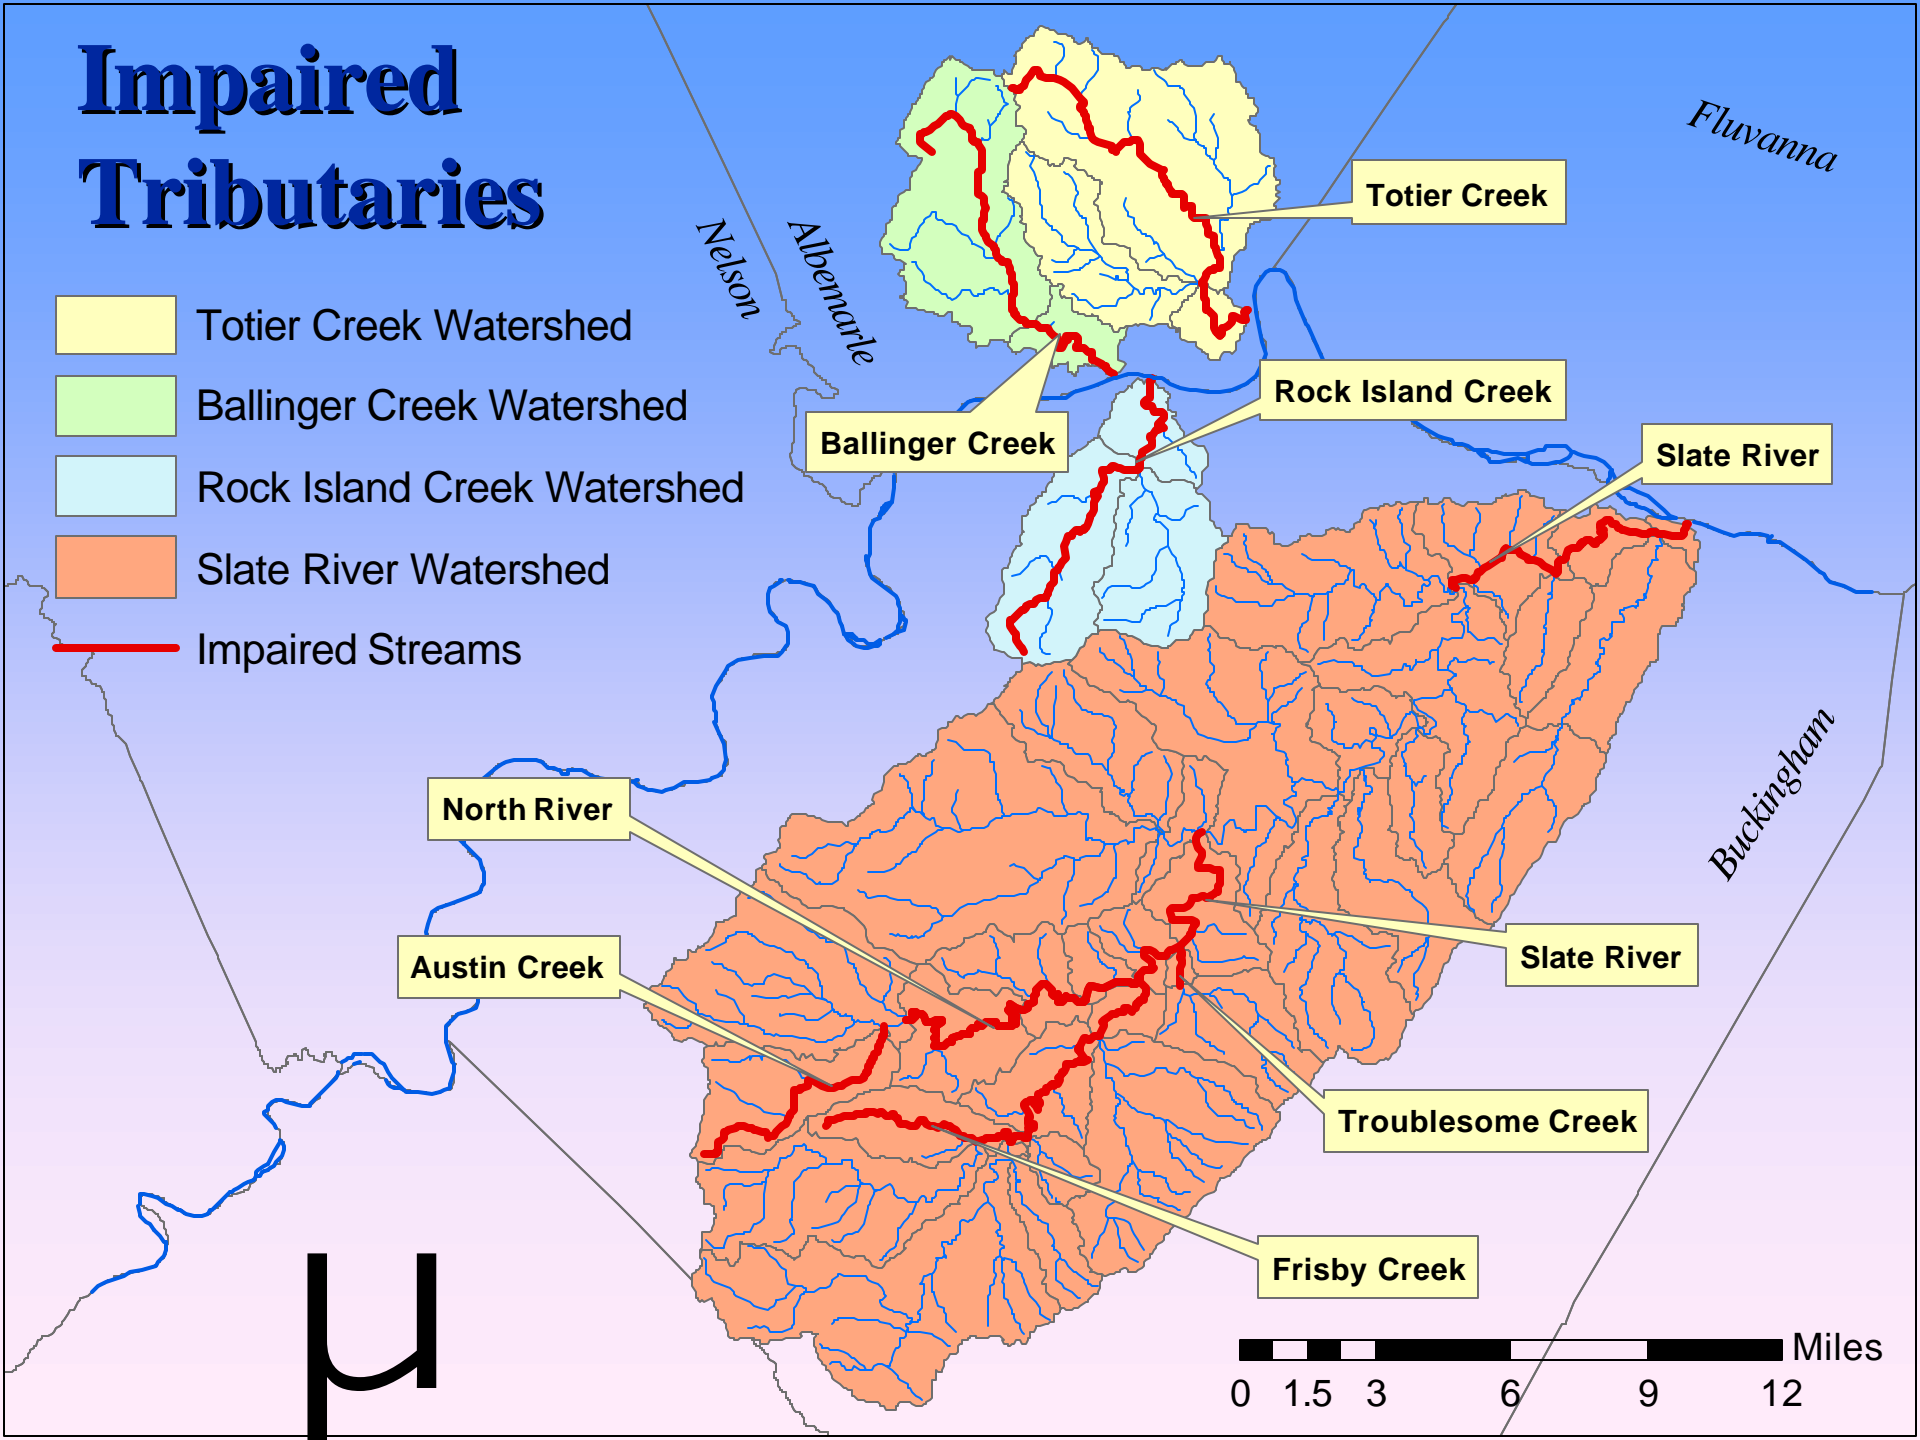 Impaired
Tributaries
Totier Creek Watershed
Ballinger Creek Watershed
Rock Island Creek Watershed
Slate River Watershed
Impaired Streams
Nelson
Albemarle
Fluvanna
Buckingham
Totier Creek
Rock Island Creek
Ballinger Creek
Slate River
North River
Austin Creek
Slate River
Troublesome Creek
Frisby Creek
µ
Miles
0 1.5 3 6 9 12